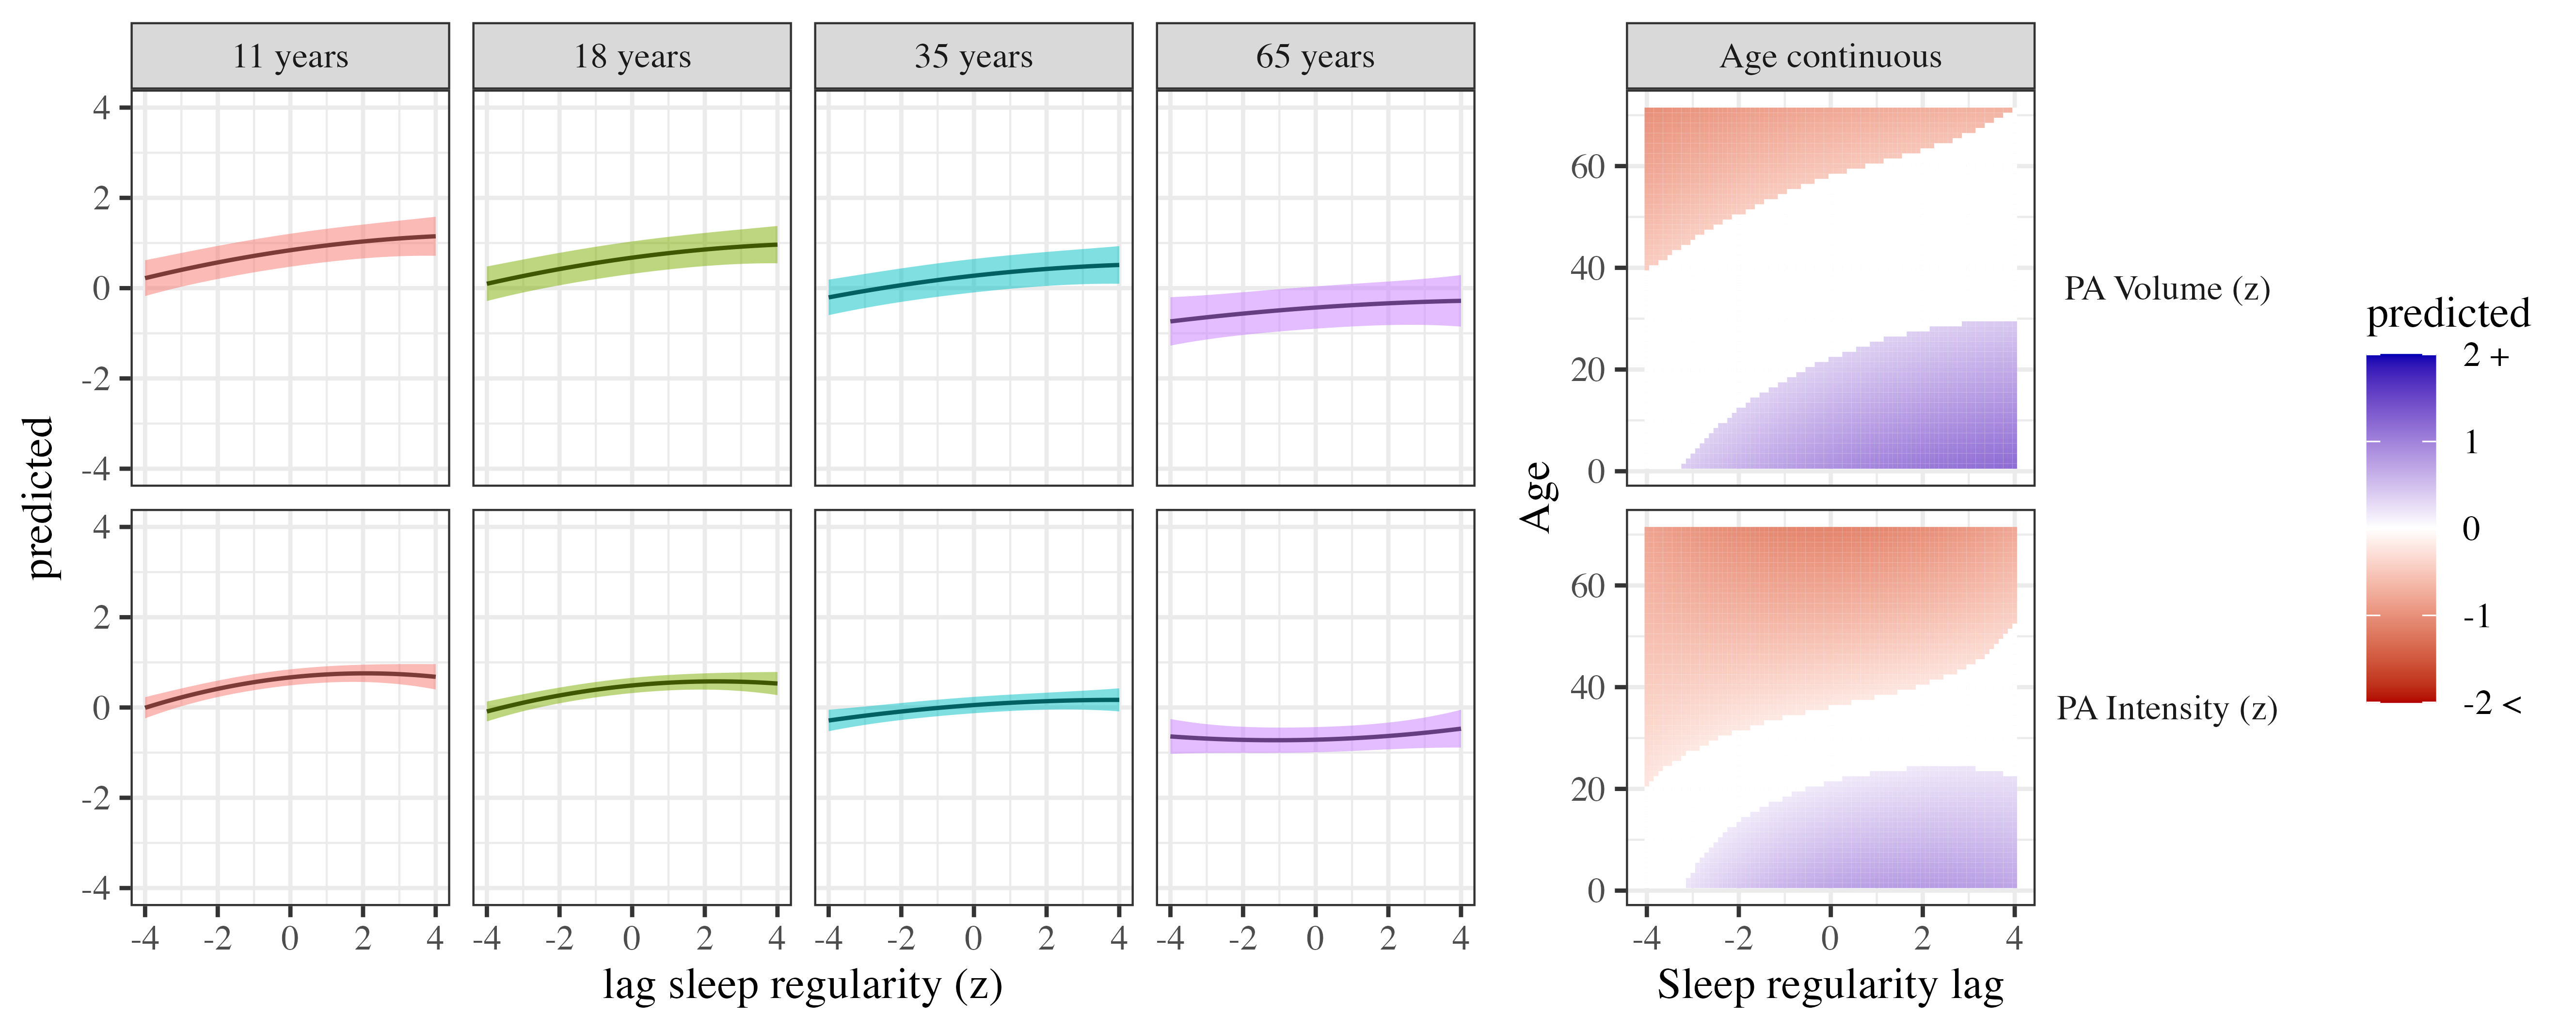 11 years
18 years
35 years
65 years
Age continuous
4
2
0
-2
-4
4
2
0
-2
-4
predicted
-4 -2 0 2 4
-4 -2 0 2 4
-4 -2 0 2 4
-4 -2 0 2 4
lag sleep regularity (z)
60
40
20
0
60
40
20
0
Age
-4 -2 0 2 4
Sleep regularity lag
PA Volume (z)
PA Intensity (z)
predicted
2 +
1
0
-1
-2 <